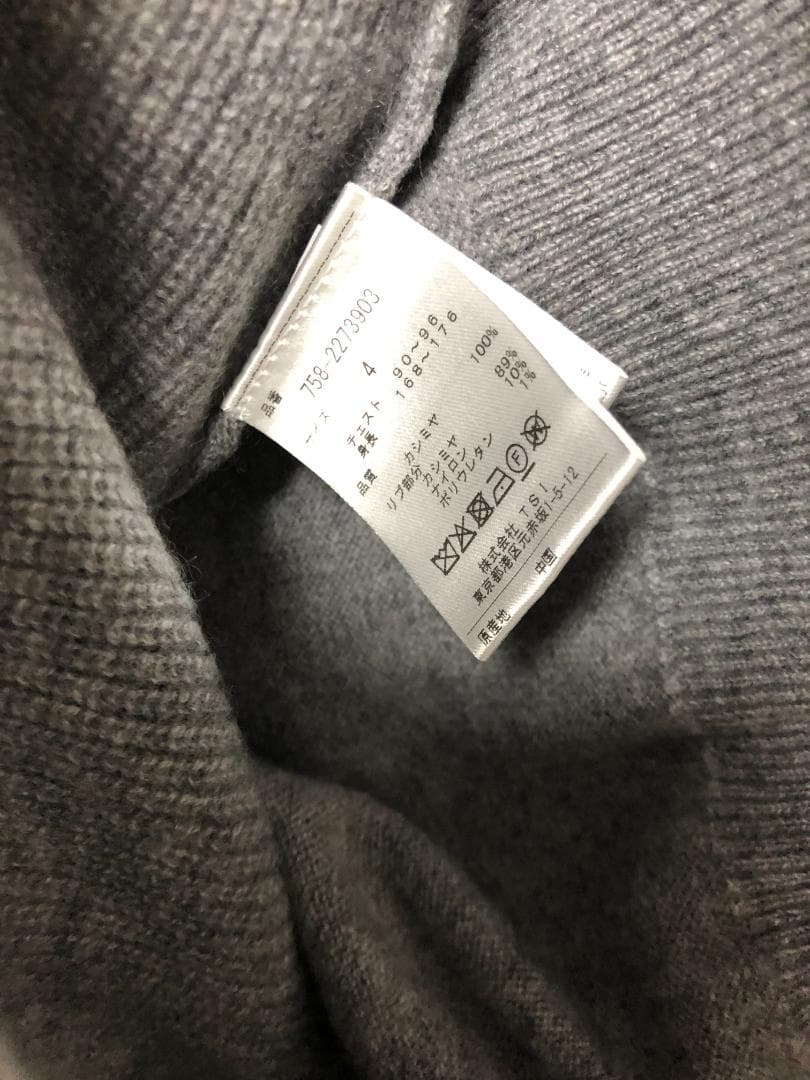 品番 758-2273903
サイズ 4
チェスト 90~96
身長 168~176
品質 カシミヤ 100%
リブ部分 カシミヤ 89%
ナイロン 10%
ポリウレタン 1%
F
株式会社 TSI
東京都港区元赤坂1-5-12
原産地 中国